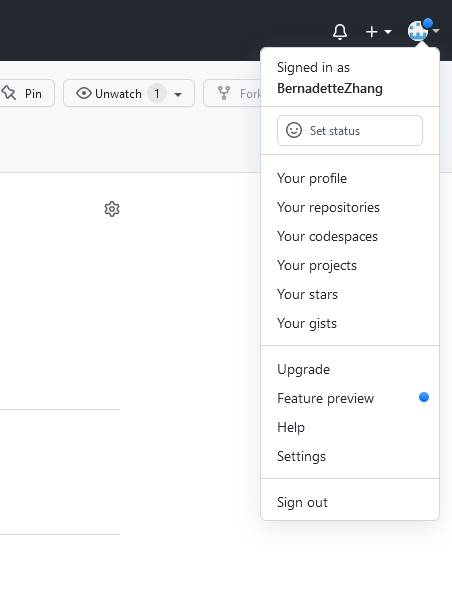 Signed in as
BernadetteZhang
Pin
Unwatch 1
Fork
Set status
Your profile
Your repositories
Your codespaces
Your projects
Your stars
Your gists
Upgrade
Feature preview
Help
Settings
Sign out